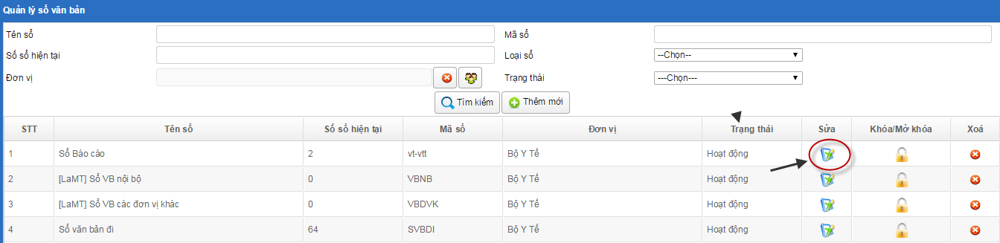 Quản lý sổ văn bản
Tên sổ Mã sổ
Số sổ hiện tại Loại sổ --Chọn--
Đơn vị Trạng thái ---Chọn---
Tìm kiếm Thêm mới
STT Tên sổ Số sổ hiện tại Mã sổ Đơn vị Trạng thái Sửa Khóa/Mở khóa Xoá
1 Sổ Báo cáo 2 vt-vtt Bộ Y Tế Hoạt động
2 [LaMT] Sổ VB nội bộ 0 VBNB Bộ Y Tế Hoạt động
3 [LaMT] Sổ VB các đơn vị khác 0 VBDVK Bộ Y Tế Hoạt động
4 Sổ văn bản đi 64 SVBDI Bộ Y Tế Hoạt động